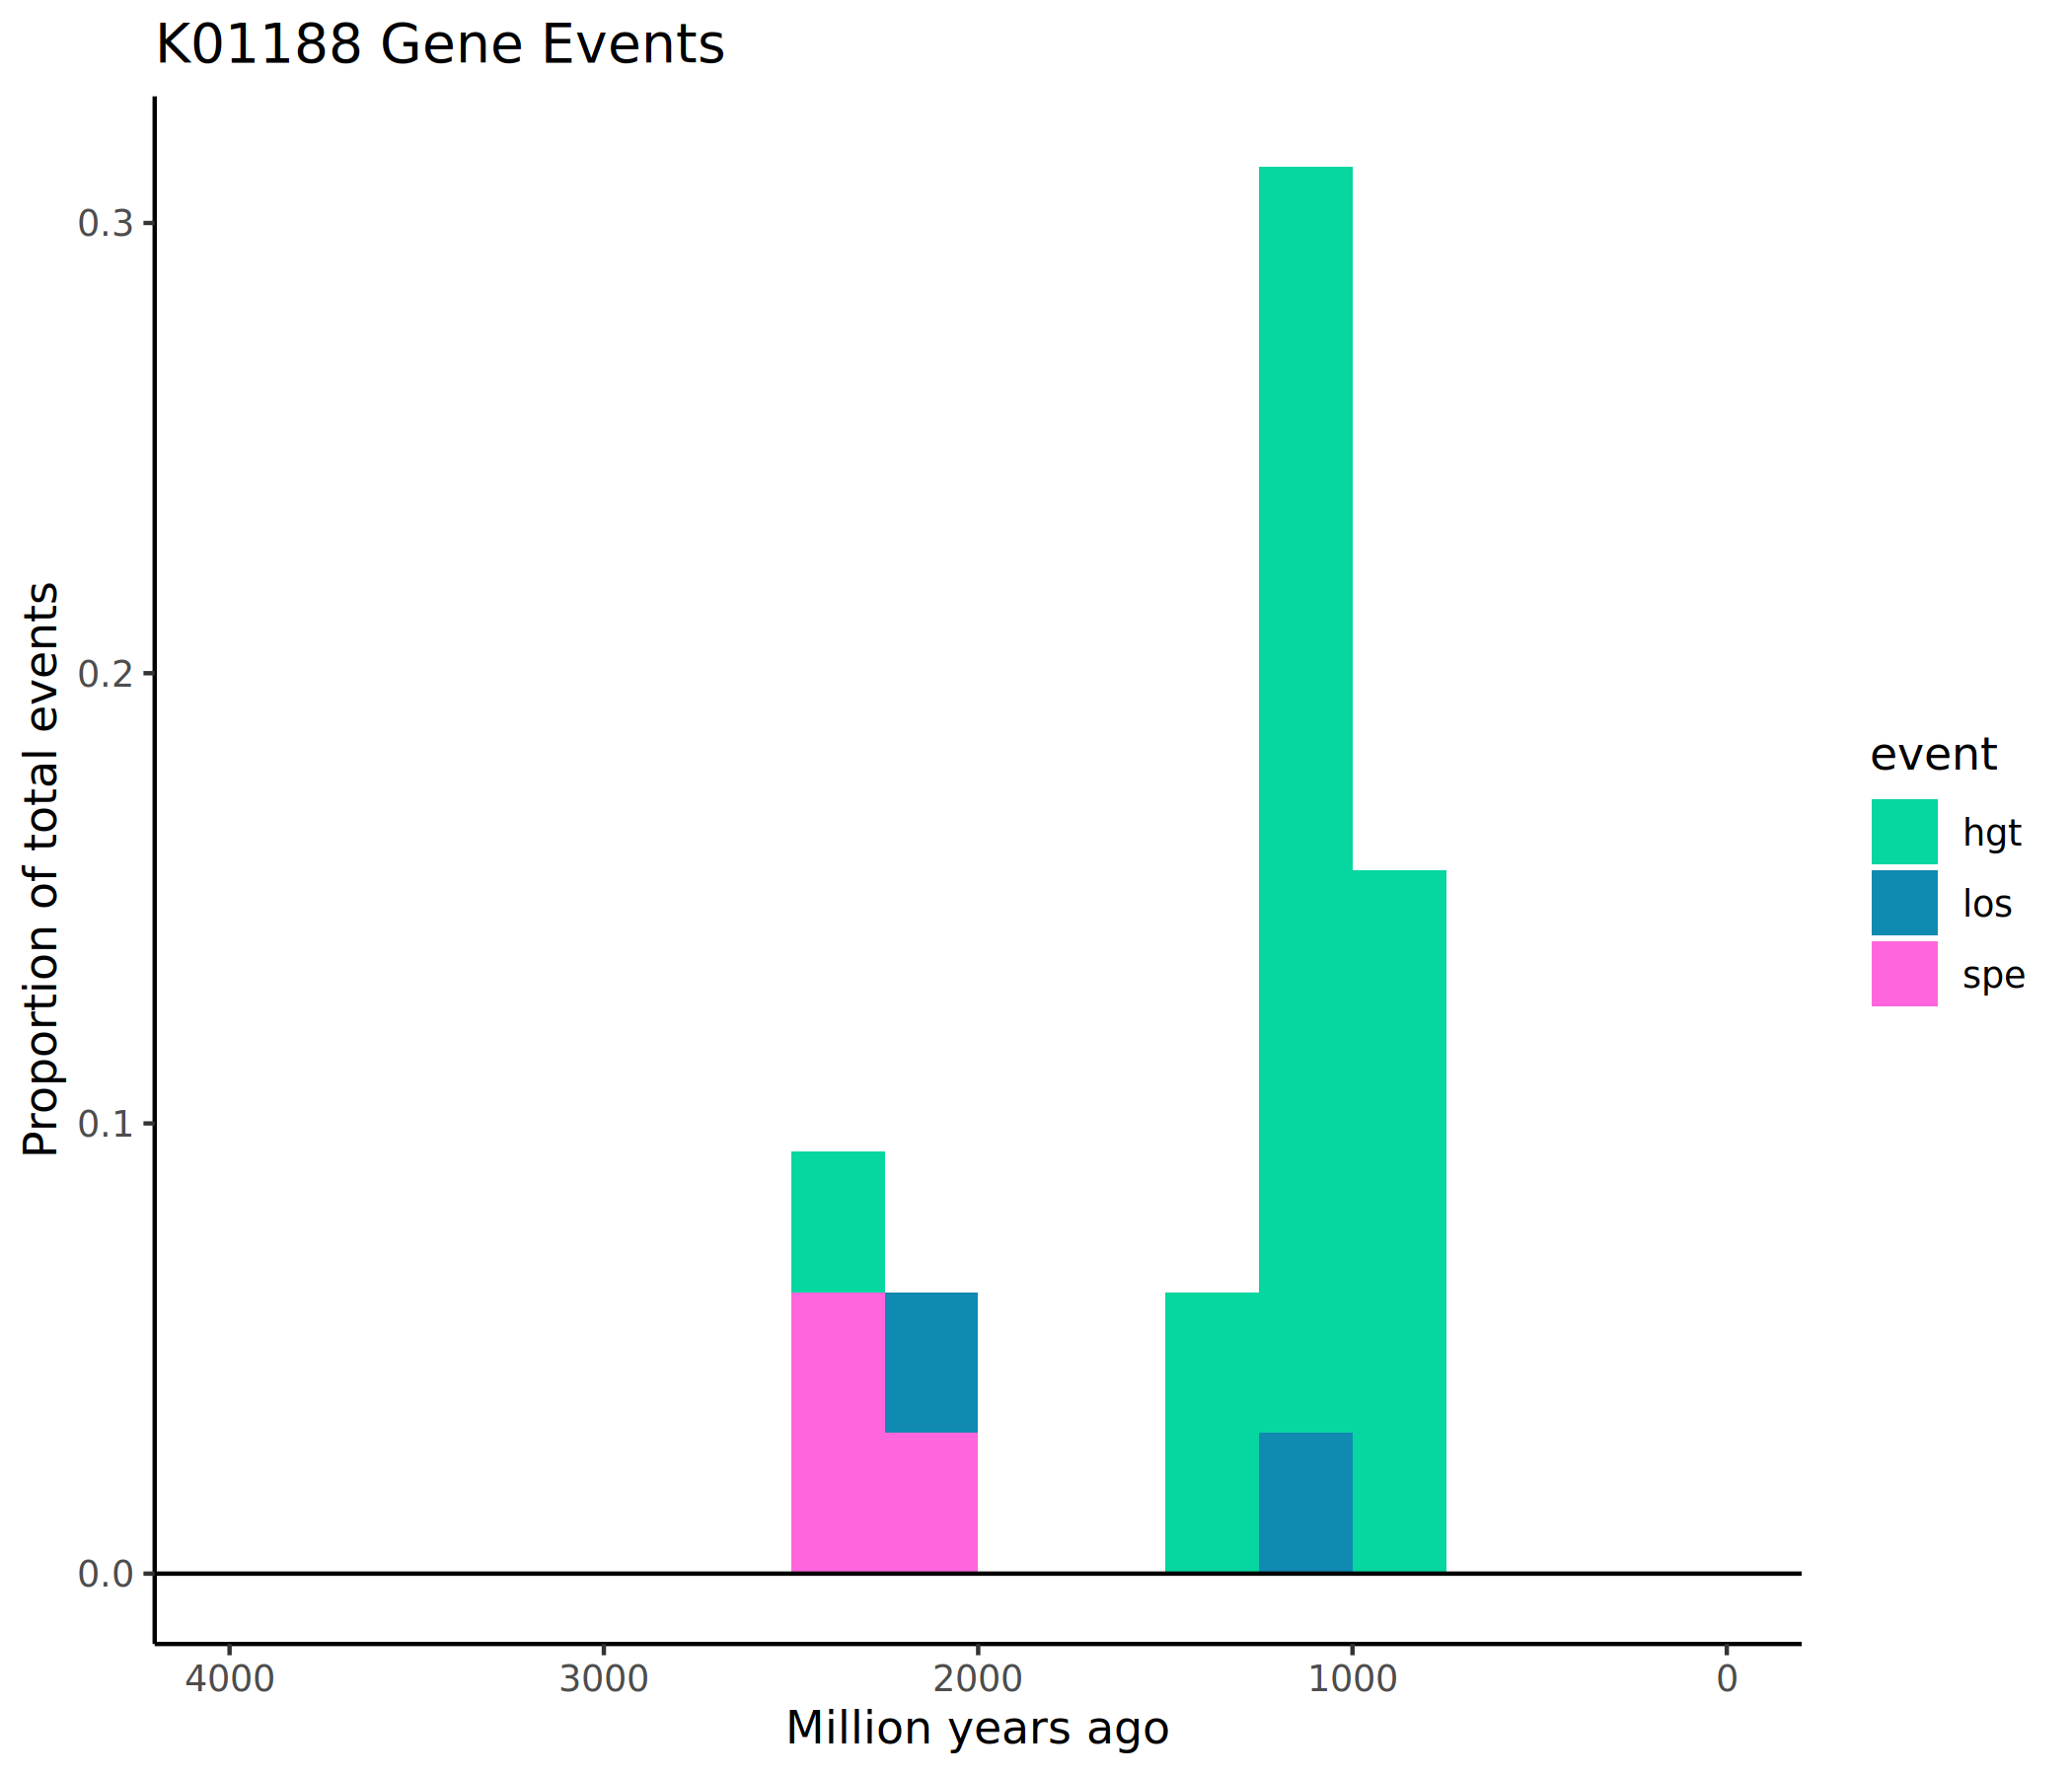 K01188 Gene Events
Proportion of total events
0.3
0.2
0.1
0.0
4000 3000 2000 1000 0
Million years ago
event
hgt
los
spe